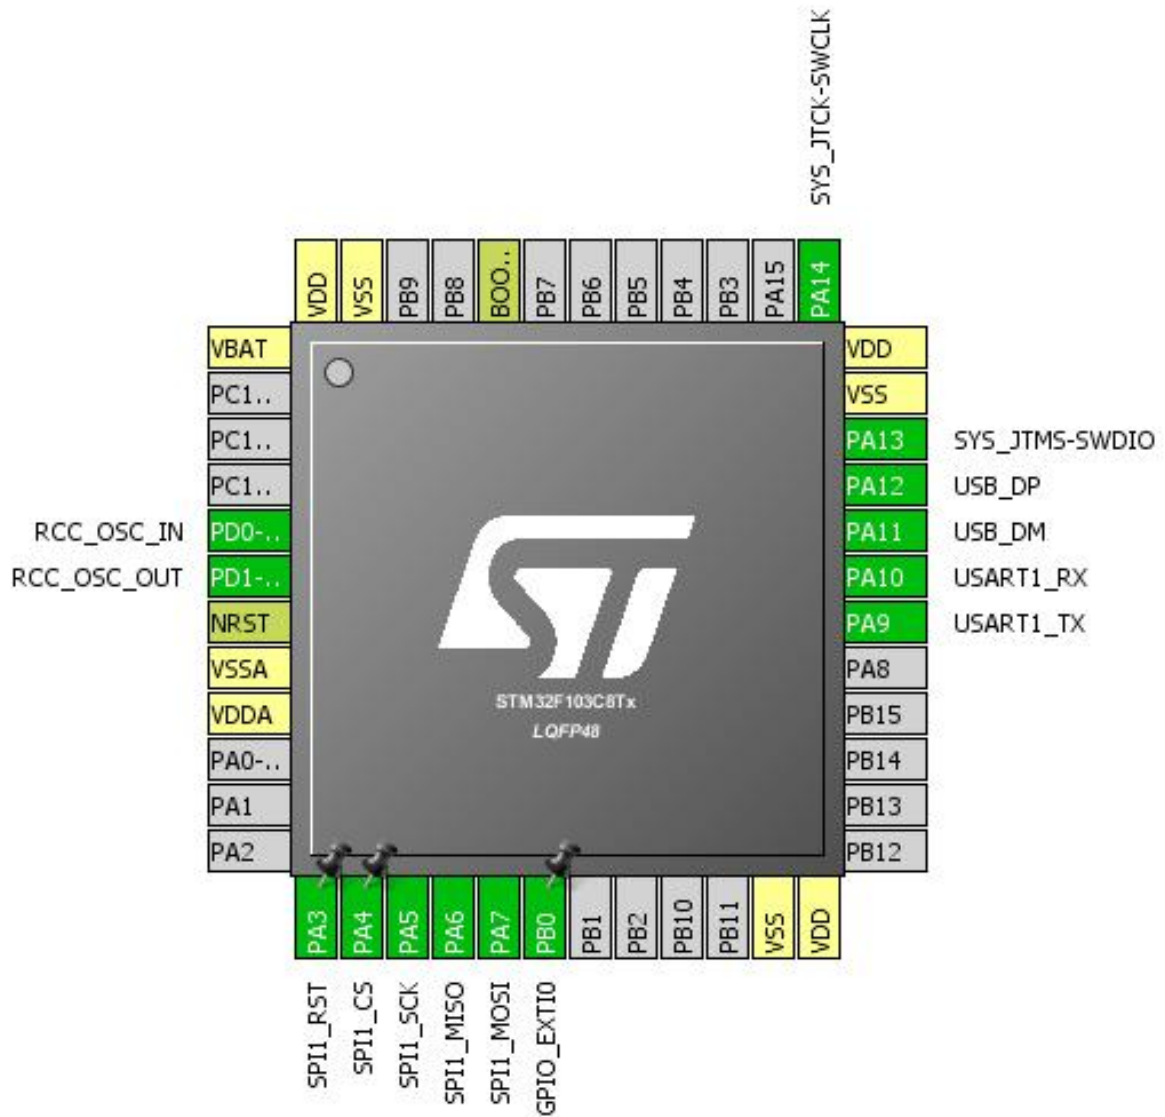 SYS_JTCK-SWCLK
VDD
VSS
PB9
PB8
BOO..
PB7
PB6
PB5
PB4
PB3
PA15
PA14
VBAT
PC1..
PC1..
PC1..
RCC_OSC_IN PD0-..
RCC_OSC_OUT PD1-..
NRST
VSSA
VDDA
PA0-..
PA1
PA2
VDD
VSS
PA13 SYS_JTMS-SWDIO
PA12 USB_DP
PA11 USB_DM
PA10 USART1_RX
PA9 USART1_TX
PA8
PB15
PB14
PB13
PB12
ST
STM32F103C8Tx
LQFP48
PA3
PA4
PA5
PA6
PA7
PB0
PB1
PB2
PB10
PB11
VSS
VDD
SPI1_RST
SPI1_CS
SPI1_SCK
SPI1_MISO
SPI1_MOSI
GPIO_EXTI0